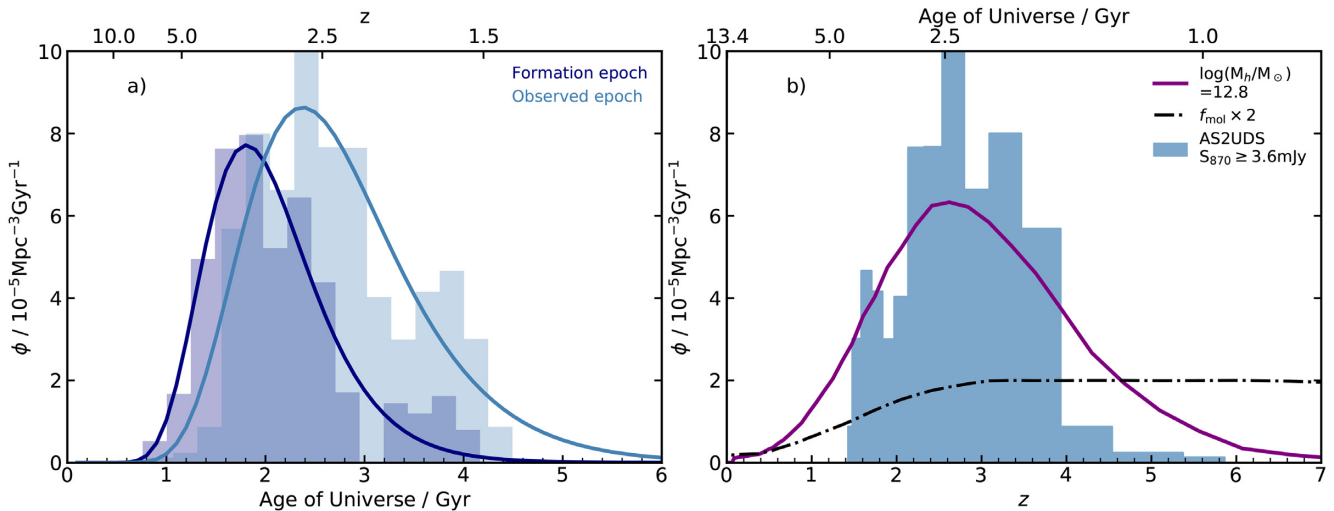 z
10.0 5.0 2.5 1.5
10
8
6
4
2
0
ϕ / 10⁻⁵Mpc⁻³Gyr⁻¹
a)
Formation epoch
Observed epoch
0 1 2 3 4 5 6
Age of Universe / Gyr
Age of Universe / Gyr
13.4 5.0 2.5 1.0
10
8
6
4
2
0
ϕ / 10⁻⁵Mpc⁻³Gyr⁻¹
b)
log(M_h/M_⊙)
=12.8
f_mol × 2
AS2UDS
S₈₇₀ ≥ 3.6mJy
0 1 2 3 4 5 6 7
z